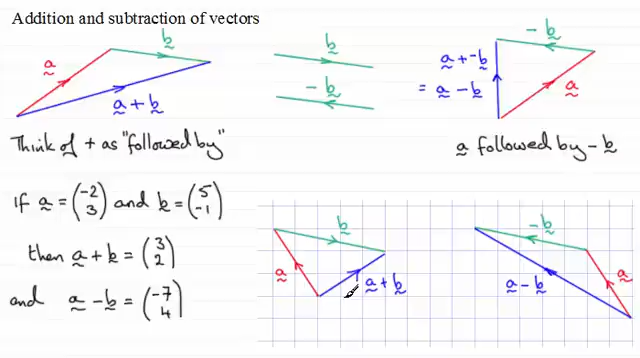 Addition and subtraction of vectors
a
b
a + b
b
- b
a + - b
= a - b
- b
a
Think of + as "followed by"
a followed by - b
If a = (-2 3) and b = (5 -1)
then a + b = (3 2)
and a - b = (-7 4)
b
a
a + b
- b
a - b
a